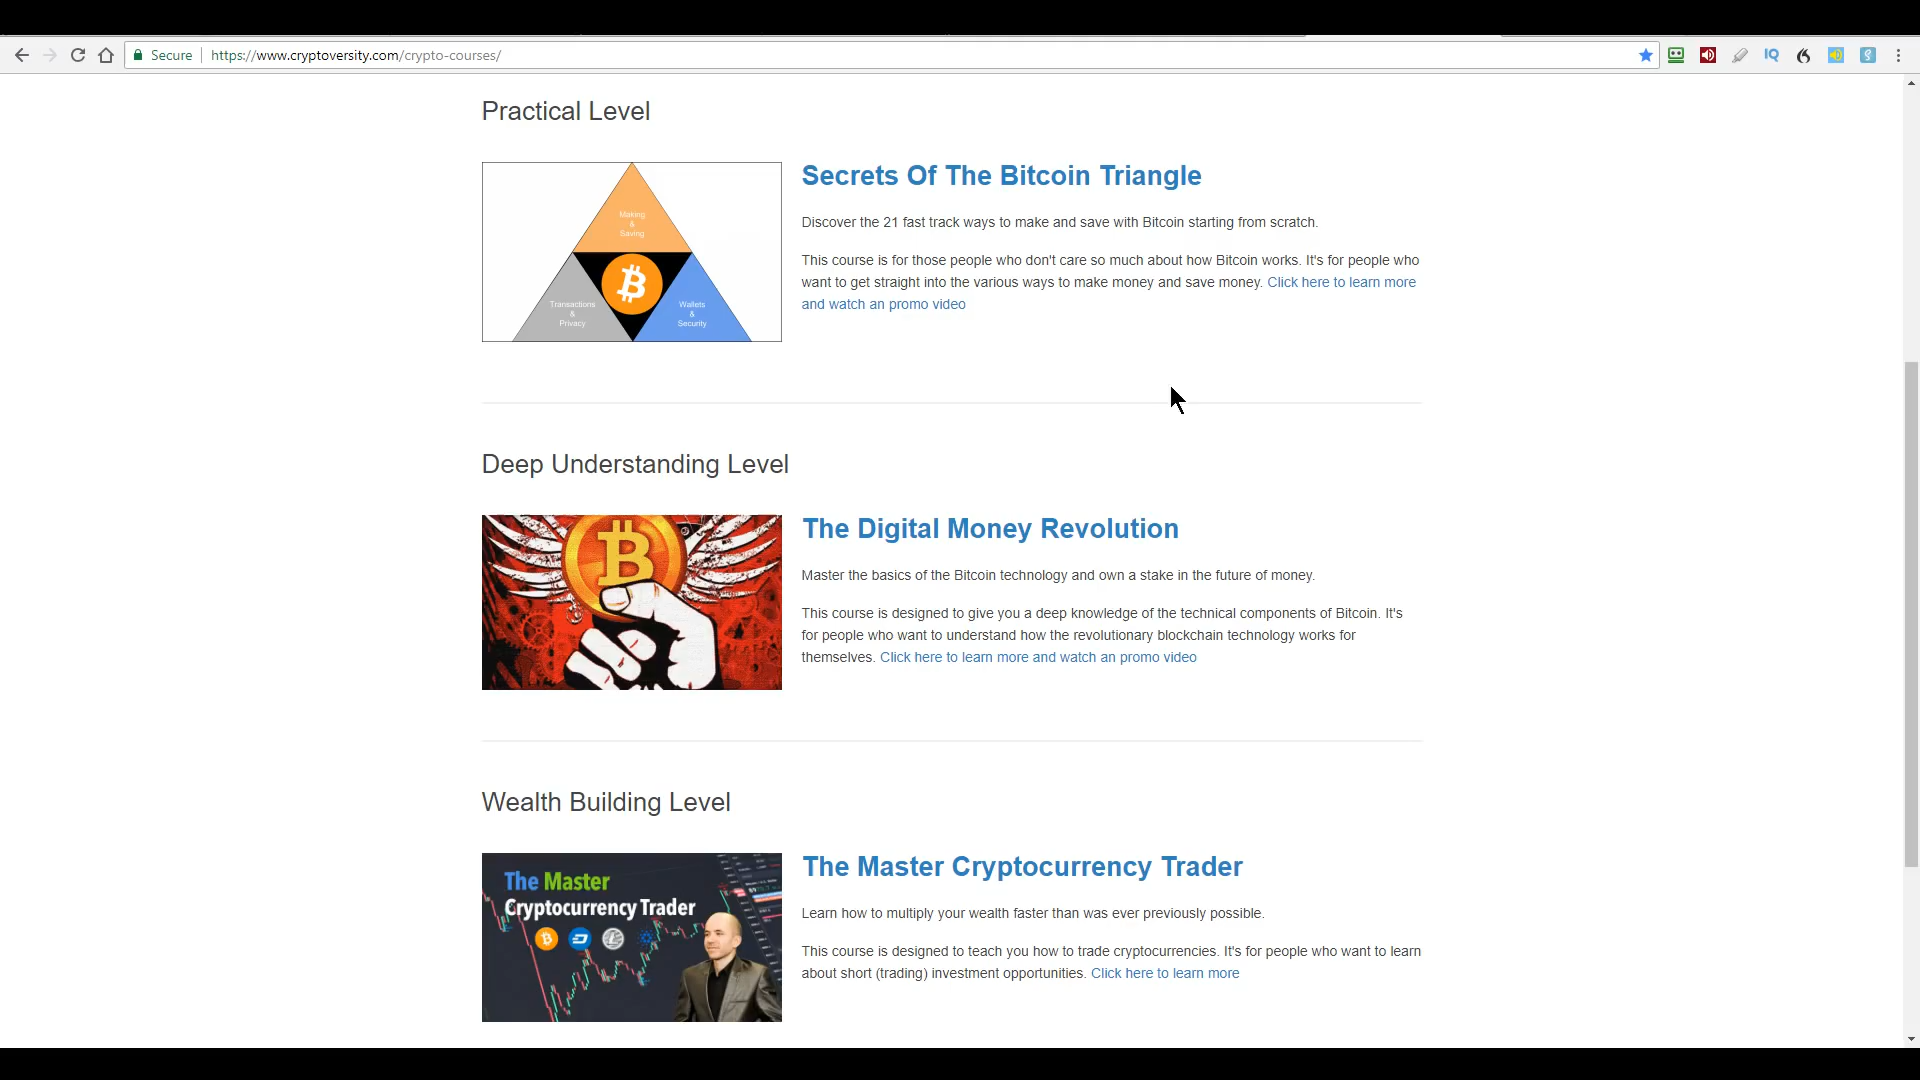 Secure
https://www.cryptoversity.com/crypto-courses/
IQ
Practical Level
Making
&
Saving
Transactions
&
Privacy
Wallets
&
Security
Secrets Of The Bitcoin Triangle
Discover the 21 fast track ways to make and save with Bitcoin starting from scratch.
This course is for those people who don't care so much about how Bitcoin works. It's for people who
want to get straight into the various ways to make money and save money. Click here to learn more
and watch an promo video
Deep Understanding Level
The Digital Money Revolution
Master the basics of the Bitcoin technology and own a stake in the future of money.
This course is designed to give you a deep knowledge of the technical components of Bitcoin. It's
for people who want to understand how the revolutionary blockchain technology works for
themselves. Click here to learn more and watch an promo video
Wealth Building Level
The Master
Cryptocurrency Trader
The Master Cryptocurrency Trader
Learn how to multiply your wealth faster than was ever previously possible.
This course is designed to teach you how to trade cryptocurrencies. It's for people who want to learn
about short (trading) investment opportunities. Click here to learn more